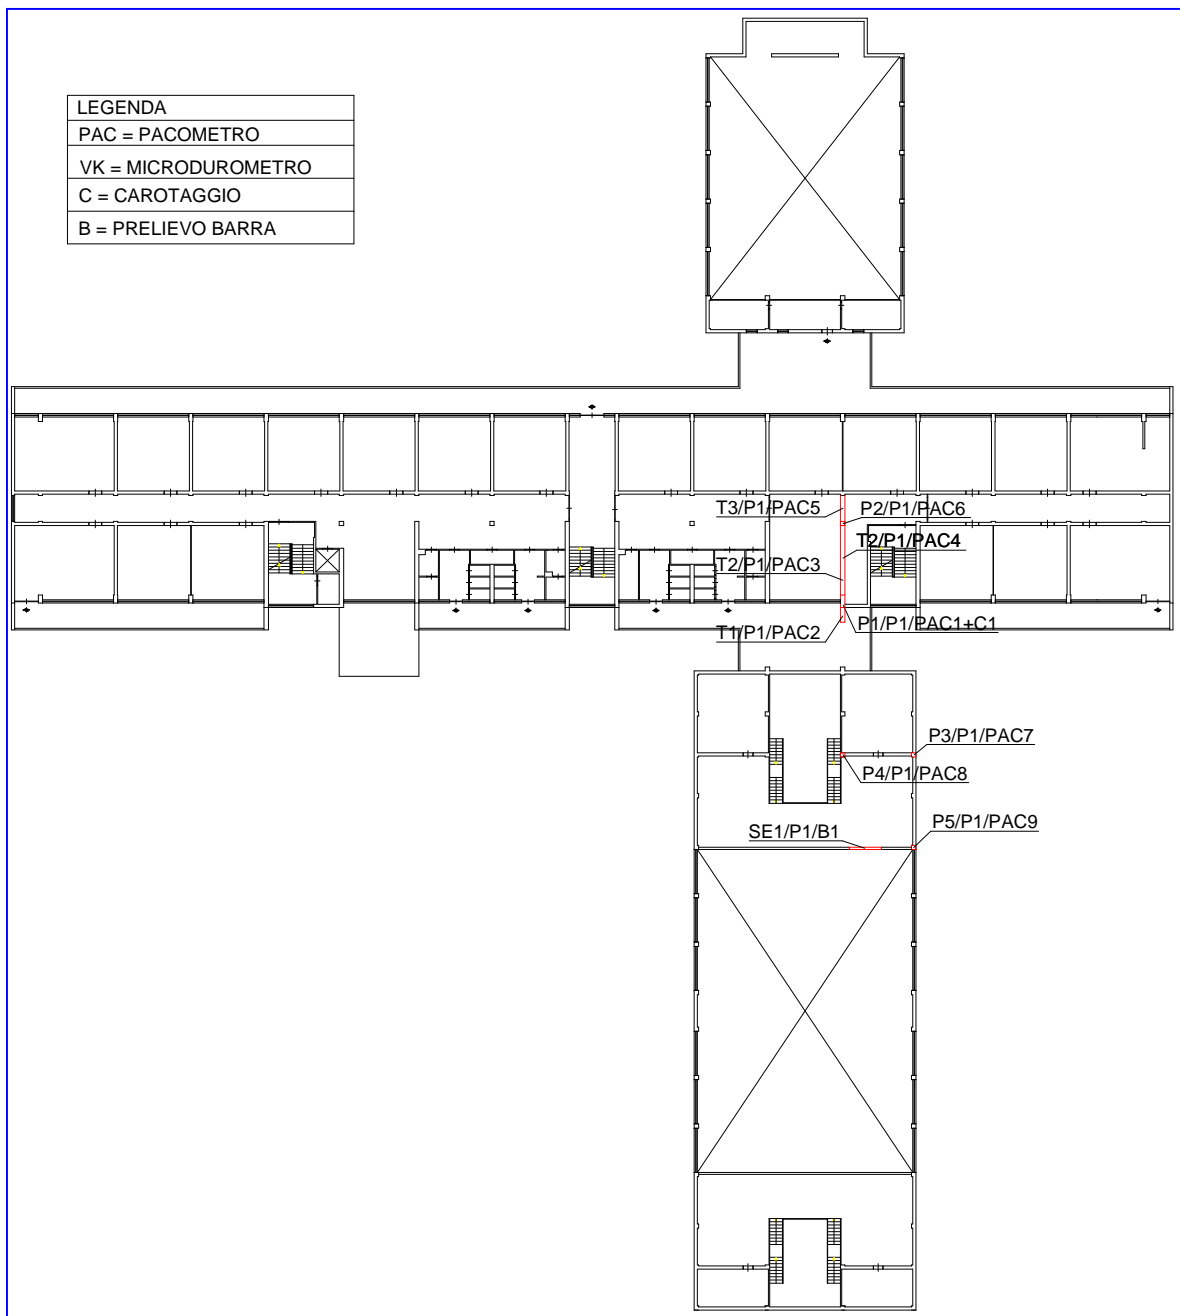 LEGENDA
PAC = PACOMETRO
VK = MICRODUROMETRO
C = CAROTAGGIO
B = PRELIEVO BARRA
T3/P1/PAC5
P2/P1/PAC6
T2/P1/PAC4
T2/P1/PAC3
P1/P1/PAC1+C1
T1/P1/PAC2
P3/P1/PAC7
P4/P1/PAC8
P5/P1/PAC9
SE1/P1/B1